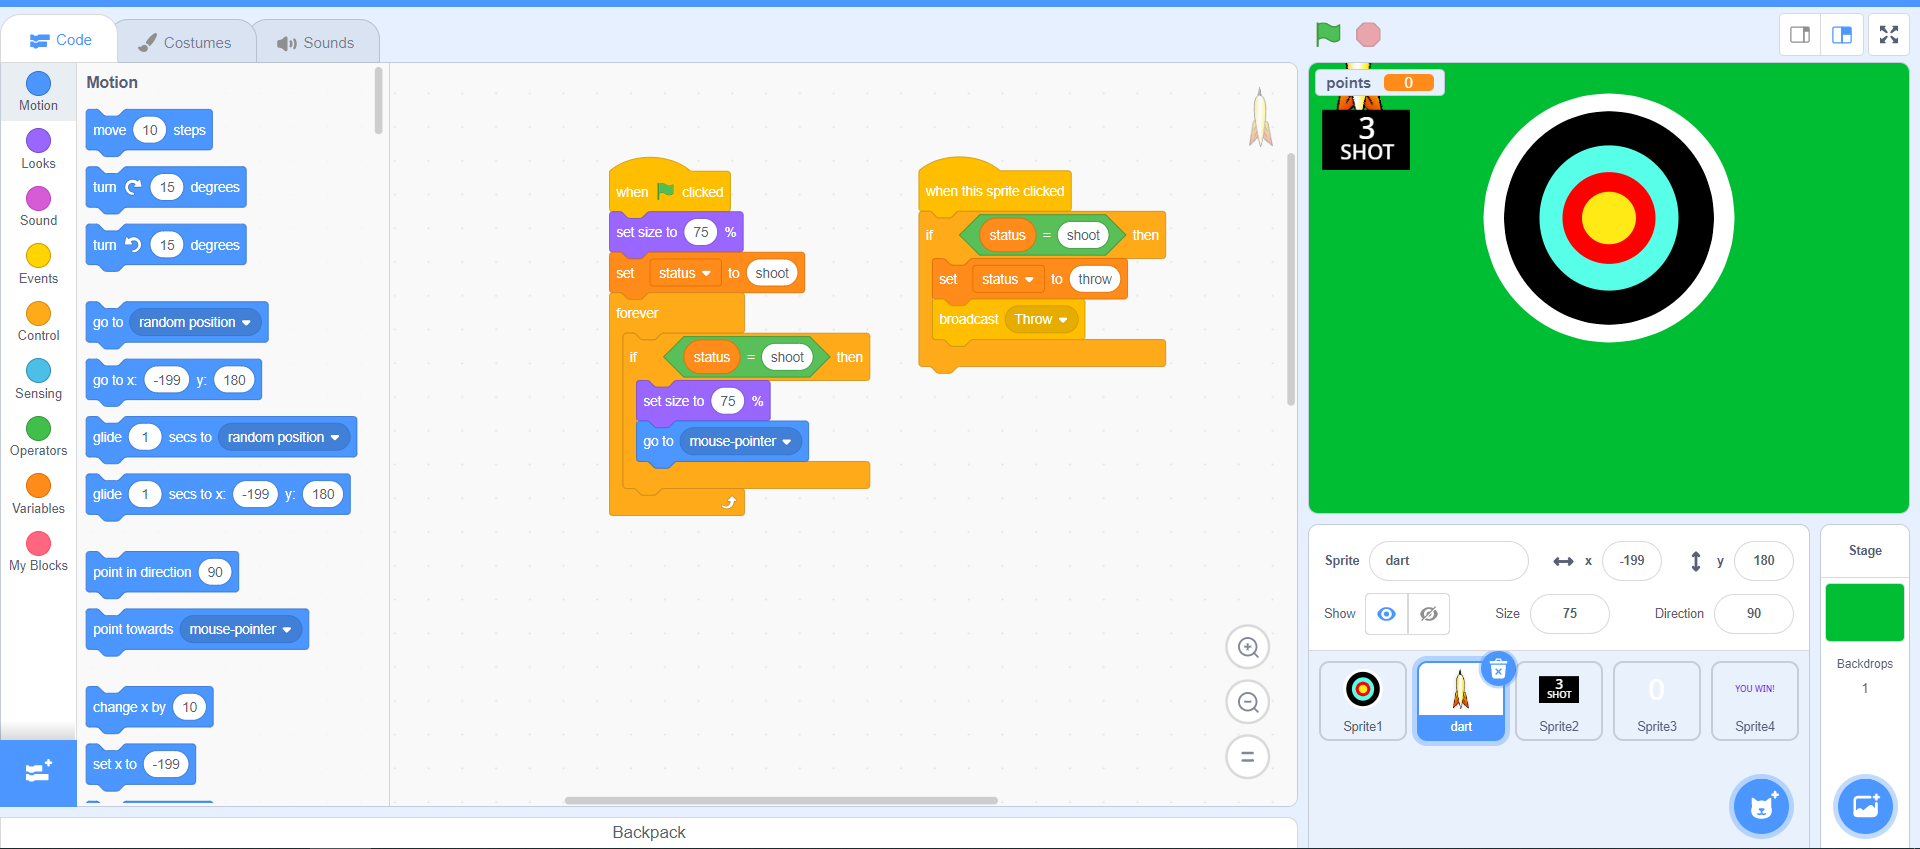 Code
Costumes
Sounds
Motion
Looks
Sound
Events
Control
Sensing
Operators
Variables
My Blocks
Motion
move 10 steps
turn 15 degrees
turn 15 degrees
go to random position
go to x: -199 y: 180
glide 1 secs to random position
glide 1 secs to x: -199 y: 180
point in direction 90
point towards mouse-pointer
change x by 10
set x to -199
when clicked
set size to 75 %
set status to shoot
forever
if status = shoot then
set size to 75 %
go to mouse-pointer
when this sprite clicked
if status = shoot then
set status to throw
broadcast Throw
Backpack
points 0
3
SHOT
Sprite dart x -199 y 180
Show Size 75 Direction 90
Sprite1
dart
3
SHOT
Sprite2
0
Sprite3
YOU WIN!
Sprite4
Stage
Backdrops
1